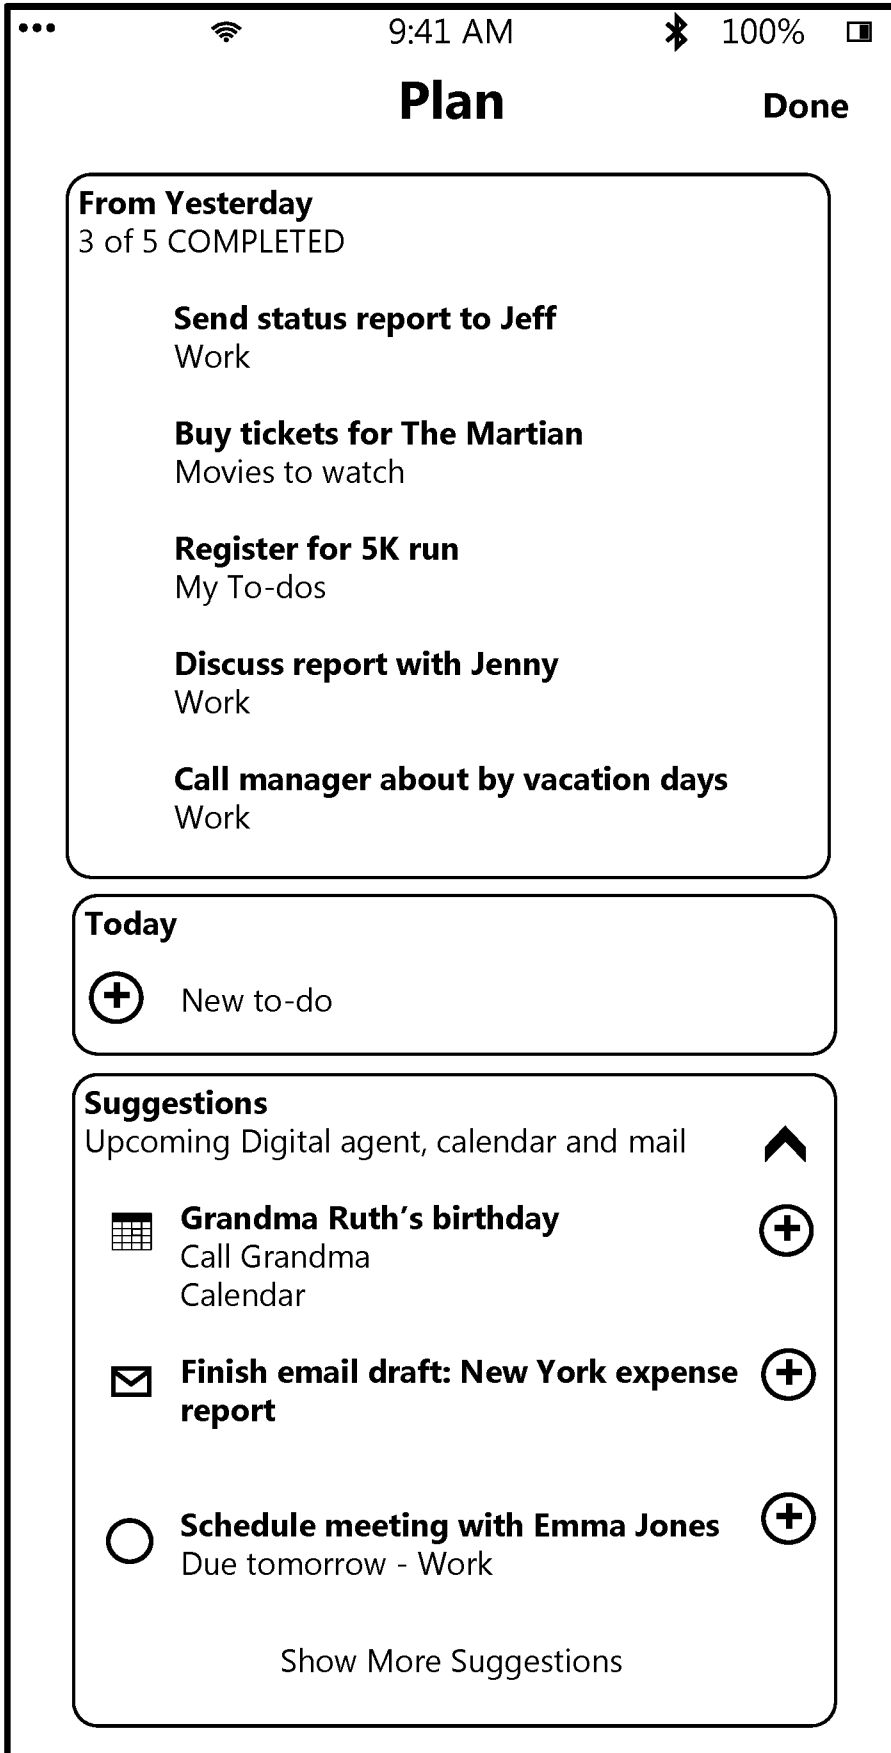 9:41 AM 100%
Plan
Done
From Yesterday
3 of 5 COMPLETED
Send status report to Jeff
Work
Buy tickets for The Martian
Movies to watch
Register for 5K run
My To-dos
Discuss report with Jenny
Work
Call manager about by vacation days
Work
Today
New to-do
Suggestions
Upcoming Digital agent, calendar and mail
Grandma Ruth’s birthday
Call Grandma
Calendar
Finish email draft: New York expense
report
Schedule meeting with Emma Jones
Due tomorrow - Work
Show More Suggestions